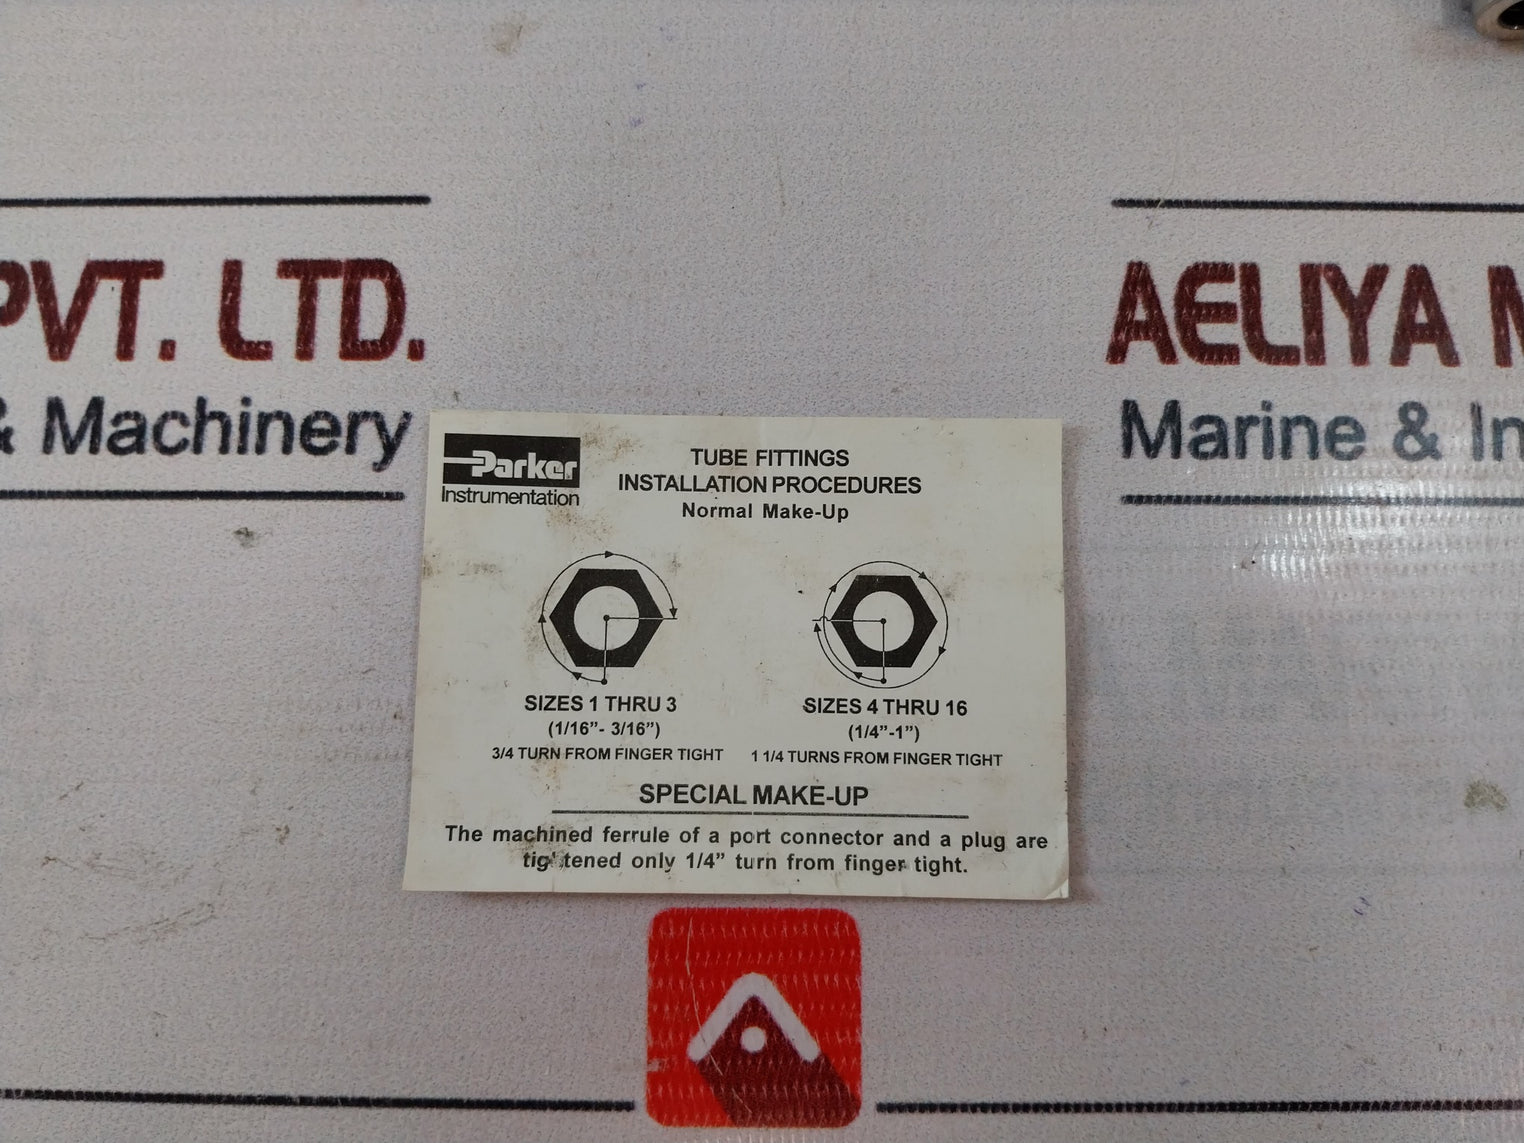 PVT. LTD.
& Machinery
AELIYA
Marine &
Parker
Instrumentation
TUBE FITTINGS
INSTALLATION PROCEDURES
Normal Make-Up
SIZES 1 THRU 3
(1/16”- 3/16”)
3/4 TURN FROM FINGER TIGHT
SIZES 4 THRU 16
(1/4”-1”)
1 1/4 TURNS FROM FINGER TIGHT
SPECIAL MAKE-UP
The machined ferrule of a port connector and a plug are
tightened only 1/4” turn from finger tight.